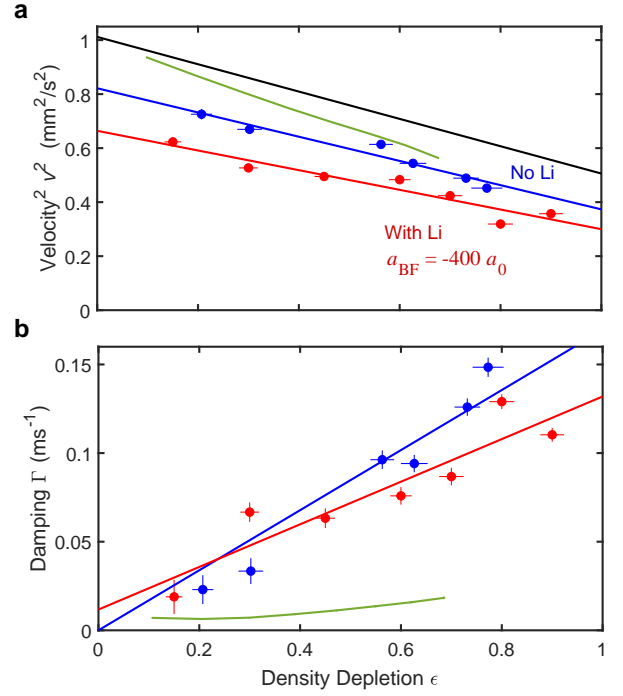 a
1
0.8
0.6
0.4
0.2
0
Velocity² v² (mm²/s²)
No Li
With Li
a_BF = -400 a_0
b
0.15
0.1
0.05
0
Damping Γ (ms⁻¹)
0 0.2 0.4 0.6 0.8 1
Density Depletion ϵ